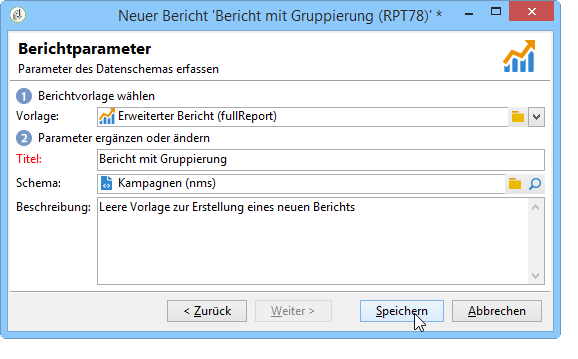 Neuer Bericht 'Bericht mit Gruppierung (RPT78)' *
Berichtparameter
Parameter des Datenschemas erfassen
1 Berichtvorlage wählen
Vorlage: Erweiterter Bericht (fullReport)
2 Parameter ergänzen oder ändern
Titel: Bericht mit Gruppierung
Schema: Kampagnen (nms)
Beschreibung: Leere Vorlage zur Erstellung eines neuen Berichts
< Zurück Weiter > Speichern Abbrechen